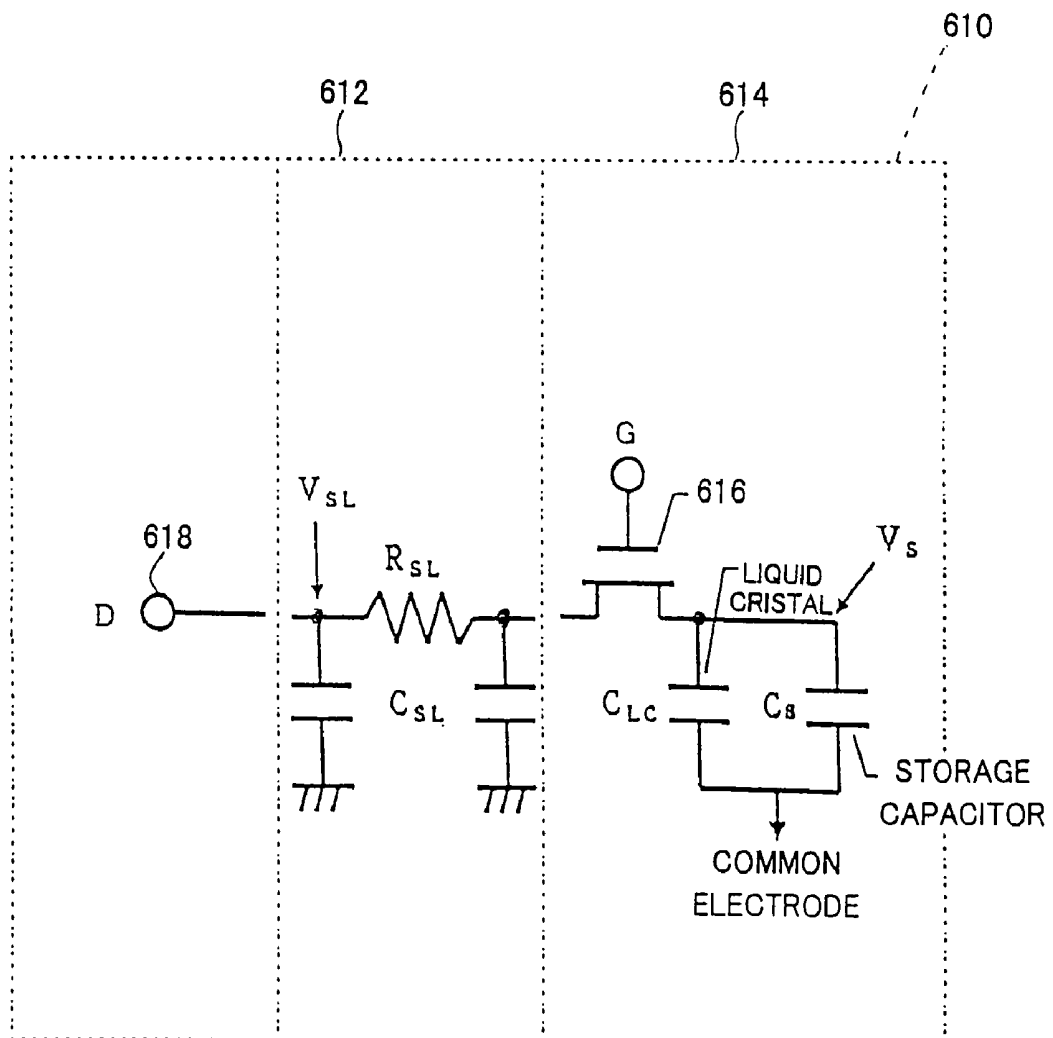 610
612
614
G
616
V_SL
V_S
618
R_SL
LIQUID
CRISTAL
D
C_SL
C_LC
C_S
STORAGE
CAPACITOR
COMMON
ELECTRODE